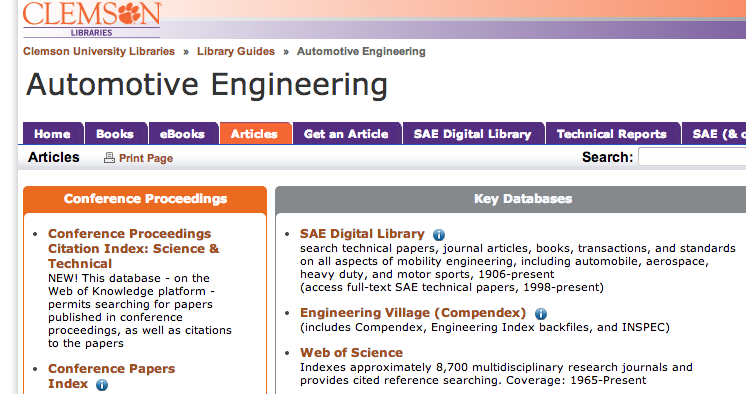 CLEMSON
LIBRARIES
Clemson University Libraries » Library Guides » Automotive Engineering
Automotive Engineering
Home Books eBooks Articles Get an Article SAE Digital Library Technical Reports SAE (& 
Articles Print Page Search:
Conference Proceedings
• Conference Proceedings
Citation Index: Science &
Technical
NEW! This database - on the
Web of Knowledge platform -
permits searching for papers
published in conference
proceedings, as well as citations
to the papers
• Conference Papers
Index i
Key Databases
• SAE Digital Library i
search technical papers, journal articles, books, transactions, and standards
on all aspects of mobility engineering, including automobile, aerospace,
heavy duty, and motor sports, 1906-present
(access full-text SAE technical papers, 1998-present)
• Engineering Village (Compendex) i
(includes Compendex, Engineering Index backfiles, and INSPEC)
• Web of Science
Indexes approximately 8,700 multidisciplinary research journals and
provides cited reference searching. Coverage: 1965-Present